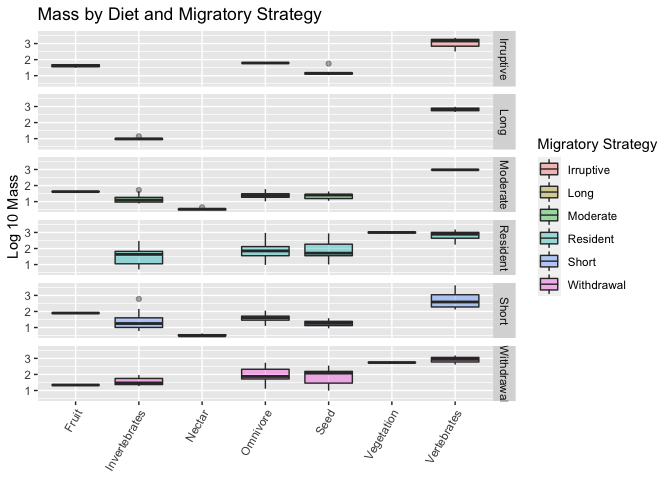 Mass by Diet and Migratory Strategy
Log 10 Mass
3
2
1
Irruptive
3
2
1
Long
3
2
1
Moderate
3
2
1
Resident
3
2
1
Short
3
2
1
Withdrawal
Fruit
Invertebrates
Nectar
Omnivore
Seed
Vegetation
Vertebrates
Migratory Strategy
Irruptive
Long
Moderate
Resident
Short
Withdrawal